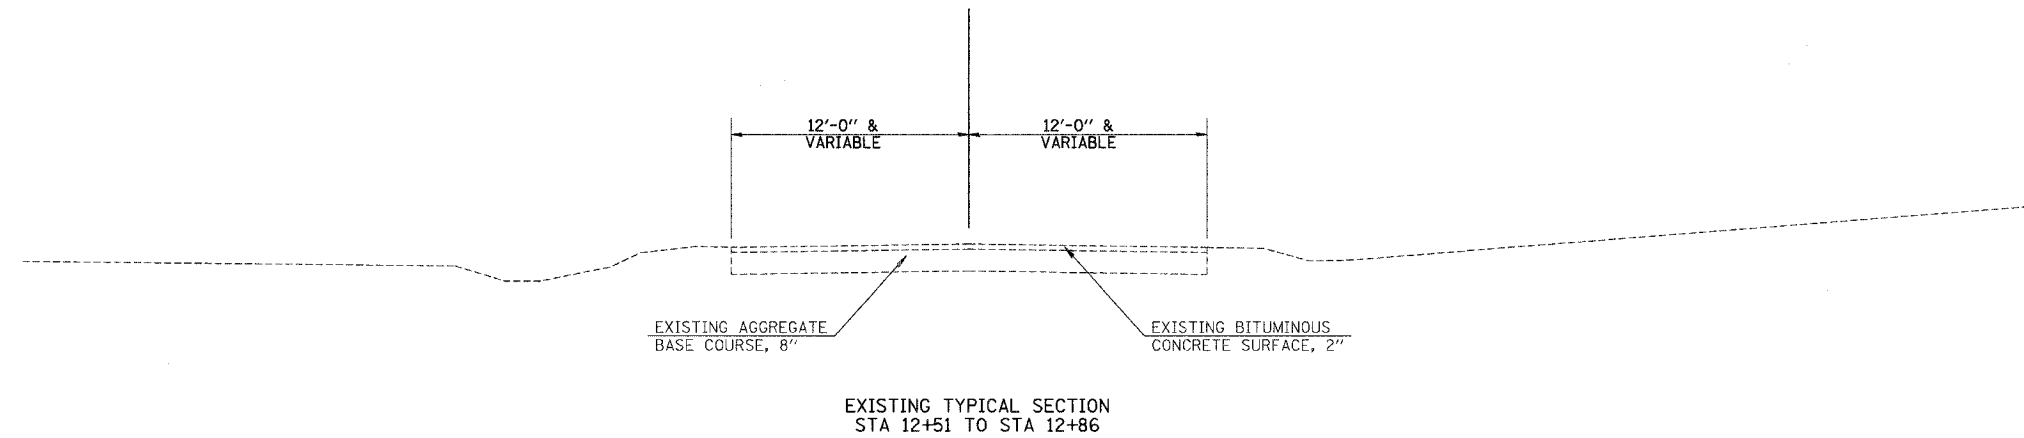 12'-0" &
VARIABLE
12'-0" &
VARIABLE
EXISTING AGGREGATE
BASE COURSE, 8"
EXISTING BITUMINOUS
CONCRETE SURFACE, 2"
EXISTING TYPICAL SECTION
STA 12+51 TO STA 12+86